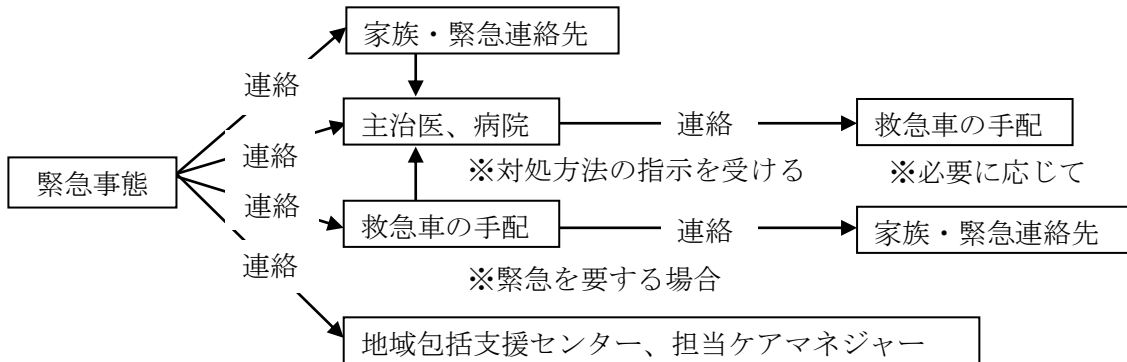 家族・緊急連絡先
連絡
主治医、病院
連絡
救急車の手配
連絡
※対処方法の指示を受ける
※必要に応じて
緊急事態
連絡
救急車の手配
連絡
家族・緊急連絡先
連絡
※緊急を要する場合
地域包括支援センター、担当ケアマネジャー